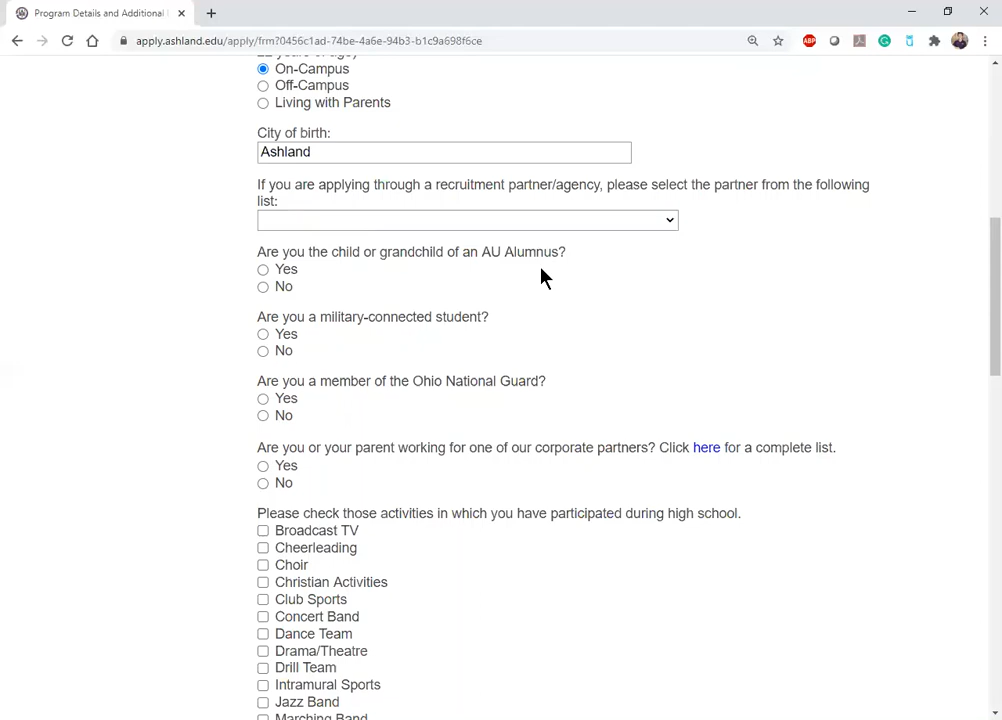 Program Details and Additional
apply.ashland.edu/apply/frm?0456c1ad-74be-4a6e-94b3-b1c9a698f6ce
ABP
On-Campus
Off-Campus
Living with Parents
City of birth:
Ashland
If you are applying through a recruitment partner/agency, please select the partner from the following
list:
Are you the child or grandchild of an AU Alumnus?
Yes
No
Are you a military-connected student?
Yes
No
Are you a member of the Ohio National Guard?
Yes
No
Are you or your parent working for one of our corporate partners? Click here for a complete list.
Yes
No
Please check those activities in which you have participated during high school.
Broadcast TV
Cheerleading
Choir
Christian Activities
Club Sports
Concert Band
Dance Team
Drama/Theatre
Drill Team
Intramural Sports
Jazz Band
Marching Band